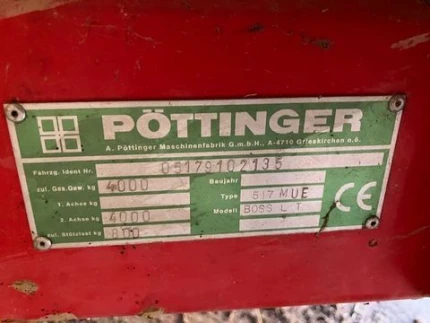 PÖTTINGER
A. Pöttinger Maschinenfabrik G.m.b.H., A-4710 Grieskirchen o.ö.
Fahrzg. Ident Nr. 05179102135
zul. Ges. Gew. kg 4000 Baujahr
1. Achse kg Type 517 MUE
2. Achse kg 4000 Modell BOSS L T
zul. Stützlast kg 800
CE